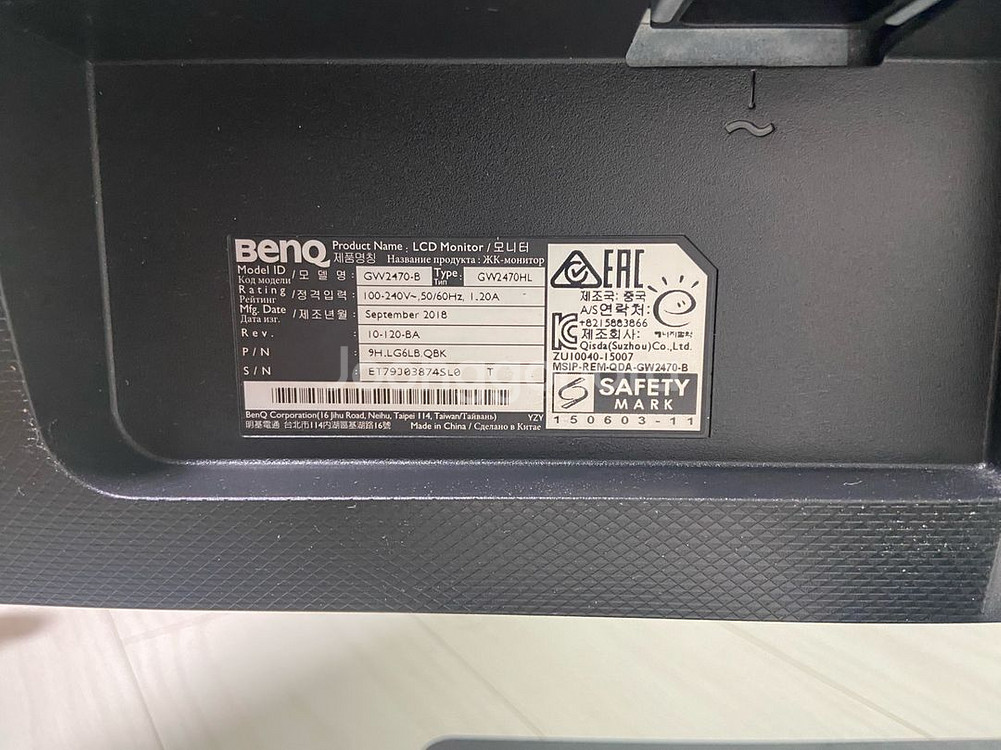 BenQ
Product Name : LCD Monitor / 모니터
제品명칭 Название продукта : ЖК-монитор
Model ID / 모 델 명 : GW2470-B Type / Тип : GW2470HL
Код модели
Rating / 정격입력 : 100-240V~,50/60Hz, 1.20A
Рейтинг
Mfg. Date / 제조년월 : September 2018
Дата изг.
Rev. : 10-120-BA
P/N : 9H.LG6LB.QBK
S/N : ET79J03874SL0 T
BenQ Corporation(16 Jihu Road, Neihu, Taipei 114, Taiwan/Тайвань) YZY
明基電通 台北市114內湖區基湖路16號 Made in China / Сделано в Китае
EAC
제조국: 중국
A/S연락처:
+8215883866
제조회사:
Qisda(Suzhou)Co.,Ltd.
ZU10040-15007
MSIP-REM-QDA-GW2470-B
에너지절약
SAFETY
MARK
150603-11